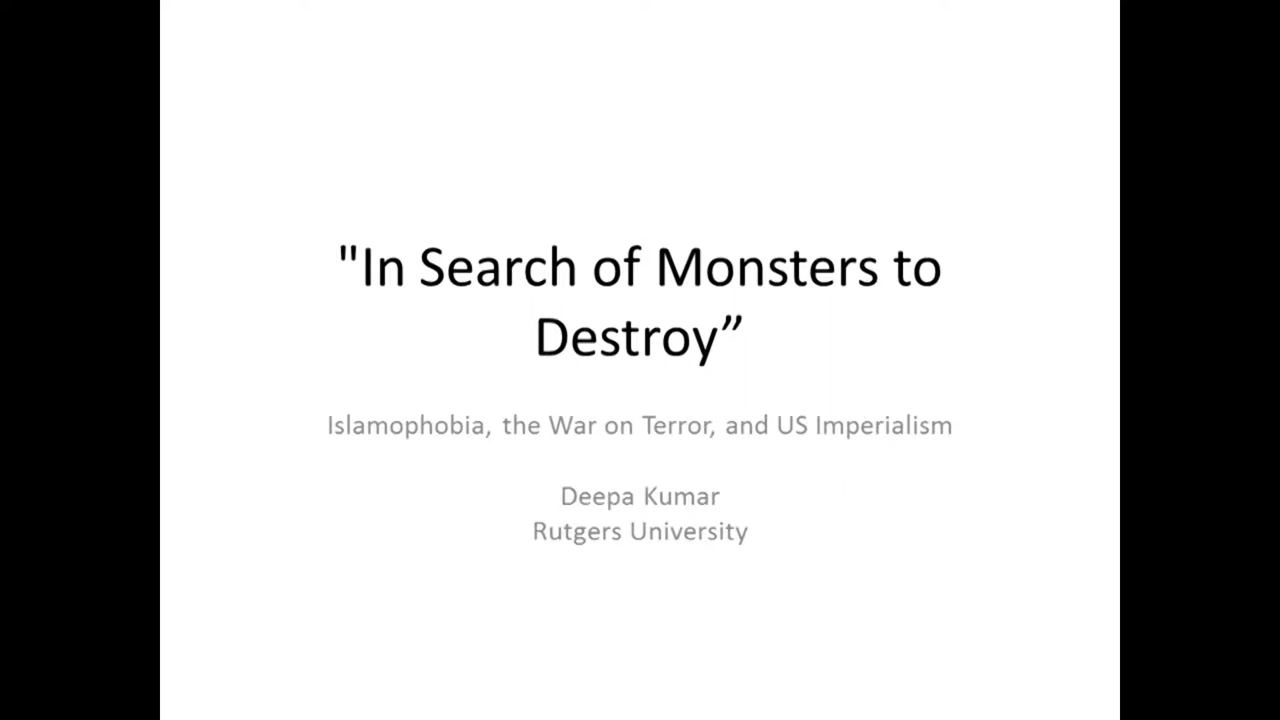 "In Search of Monsters to
Destroy”
Islamophobia, the War on Terror, and US Imperialism
Deepa Kumar
Rutgers University